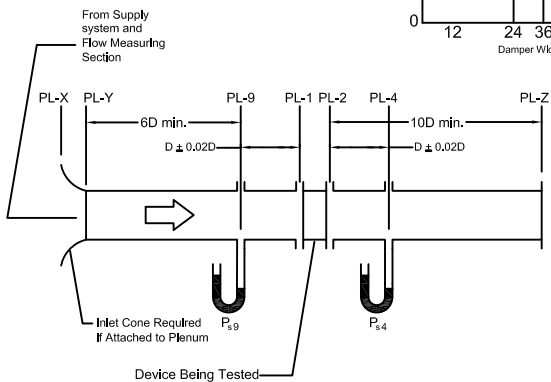 From Supply
system and
Flow Measuring
Section
0
12 24 36
Damper Wid
PL-X PL-Y PL-9 PL-1 PL-2 PL-4 PL-Z
6D min. 10D min.
D ± 0.02D D ± 0.02D
Ps9 Ps4
Inlet Cone Required
If Attached to Plenum
Device Being Tested